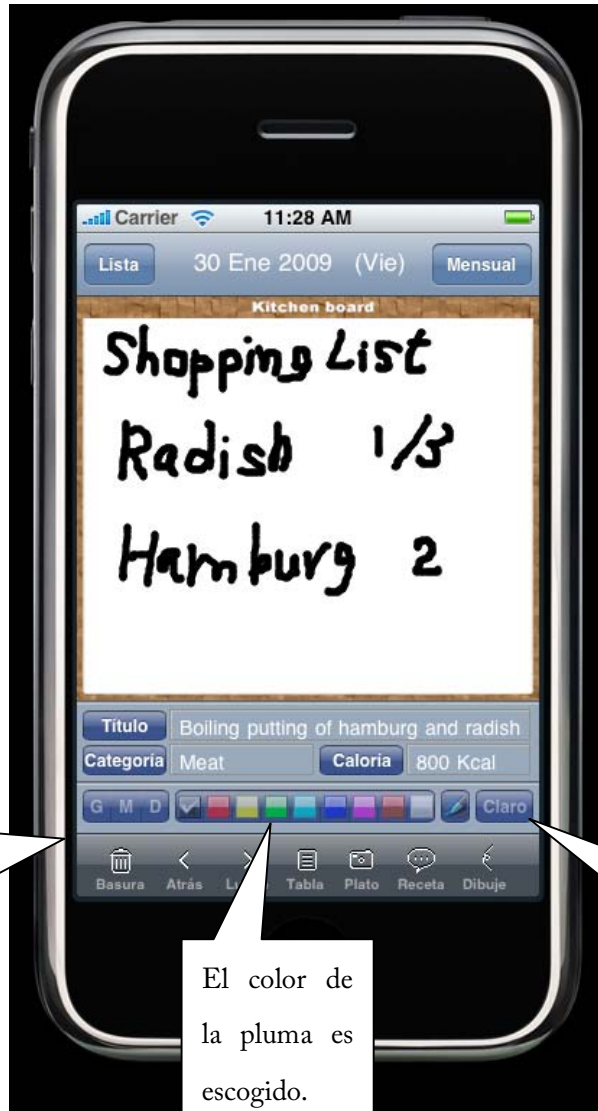 Carrier 11:28 AM
Lista 30 Ene 2009 (Vie) Mensual
Kitchen board
Shopping List
Radish 1/3
Hamburg 2
Título Boiling putting of hamburg and radish
Categoría Meat Caloría 800 Kcal
G M D Claro
Basura Atrás Tabla Plato Receta Dibuje
El color de
la pluma es
escogido.